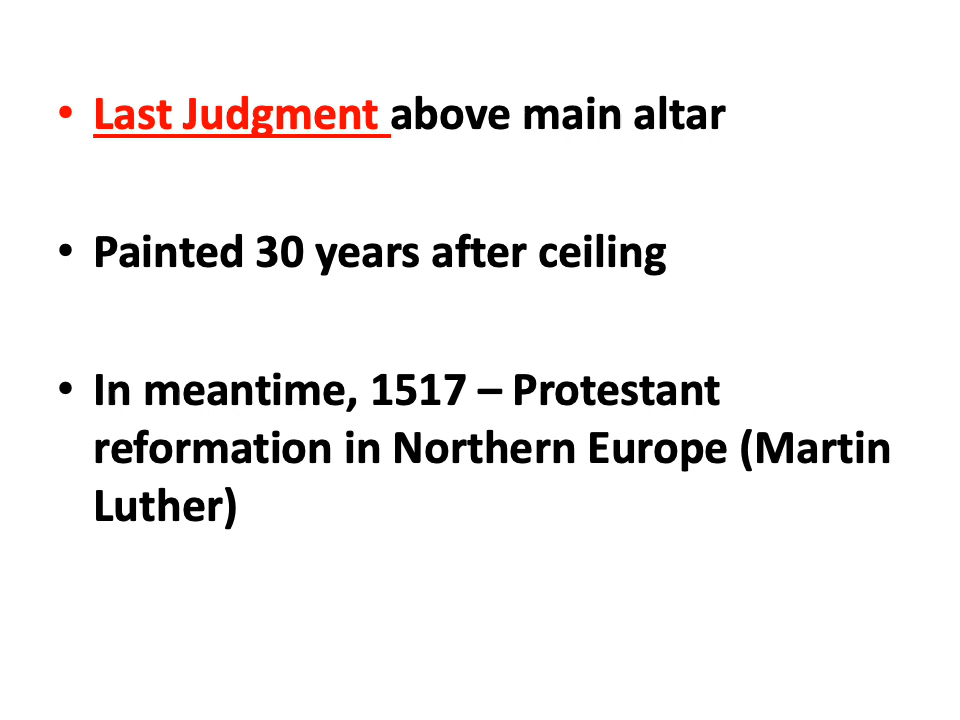 • Last Judgment above main altar
• Painted 30 years after ceiling
• In meantime, 1517 – Protestant
reformation in Northern Europe (Martin
Luther)